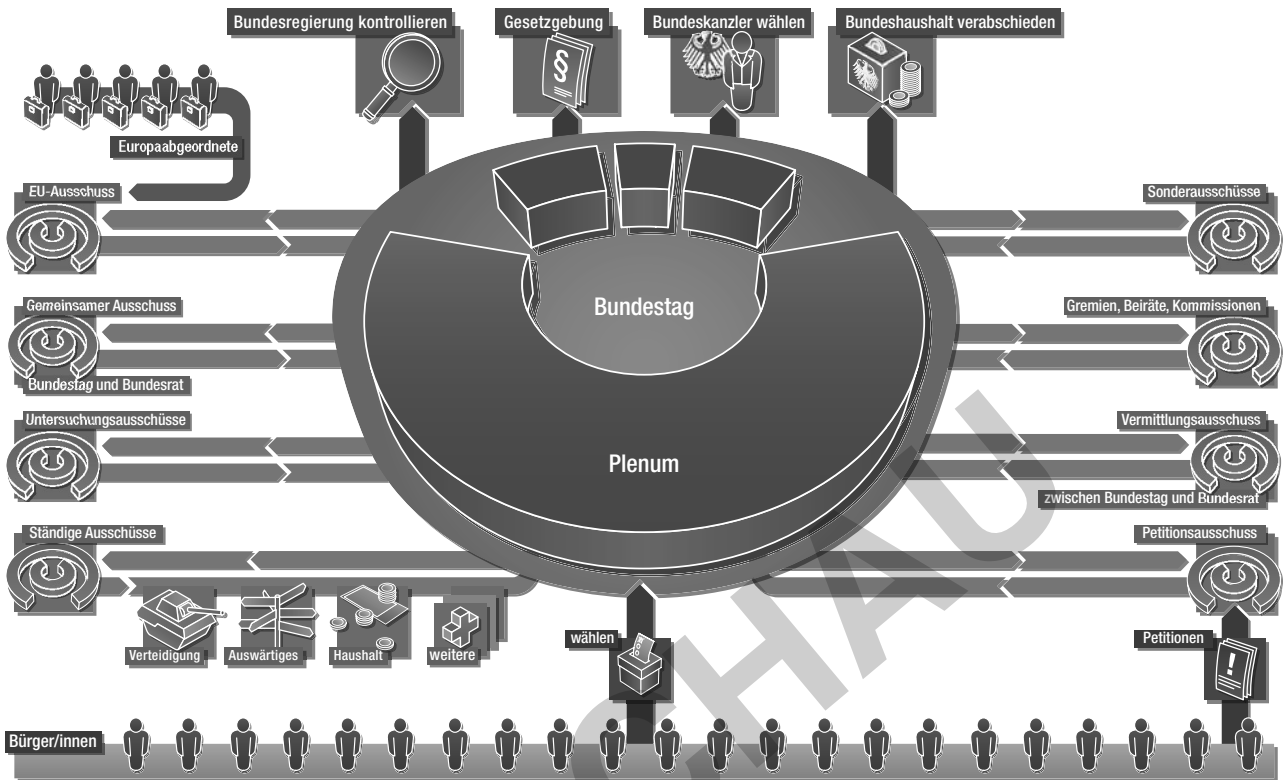 Bundesregierung kontrollieren
Gesetzgebung
Bundeskanzler wählen
Bundeshaushalt verabschieden
§
Europaabgeordnete
EU-Ausschuss
Sonderausschüsse
Gemeinsamer Ausschuss
Bundestag und Bundesrat
Gremien, Beiräte, Kommissionen
Bundestag
Untersuchungsausschüsse
Vermittlungsausschuss
zwischen Bundestag und Bundesrat
Plenum
Ständige Ausschüsse
Petitionsausschuss
Verteidigung
Auswärtiges
Haushalt
weitere
wählen
Petitionen
!
Bürger/innen
CHAU